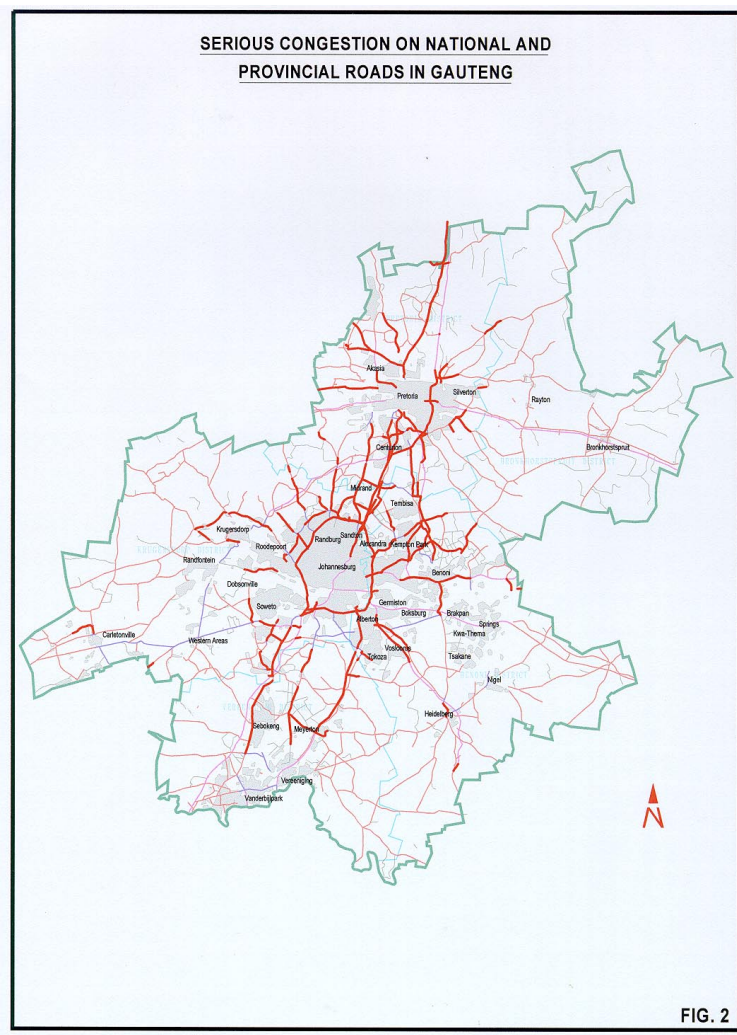 SERIOUS CONGESTION ON NATIONAL AND
PROVINCIAL ROADS IN GAUTENG
Akasia
Pretoria
Silverton
Rayton
Bronkhorstspruit
Centurion
Midrand
Tembisa
Krugersdorp
Roodepoort
Randburg
Sandton
Alexandra
Kempton Park
Randfontein
Johannesburg
Benoni
Dobsonville
Soweto
Germiston
Boksburg
Brakpan
Springs
Alberton
Kwa-Thema
Carletonville
Western Areas
Vosloorus
Tokoza
Tsakane
Nigel
Heidelberg
Sebokeng
Meyerton
Vereeniging
Vanderbijlpark
N
FIG. 2